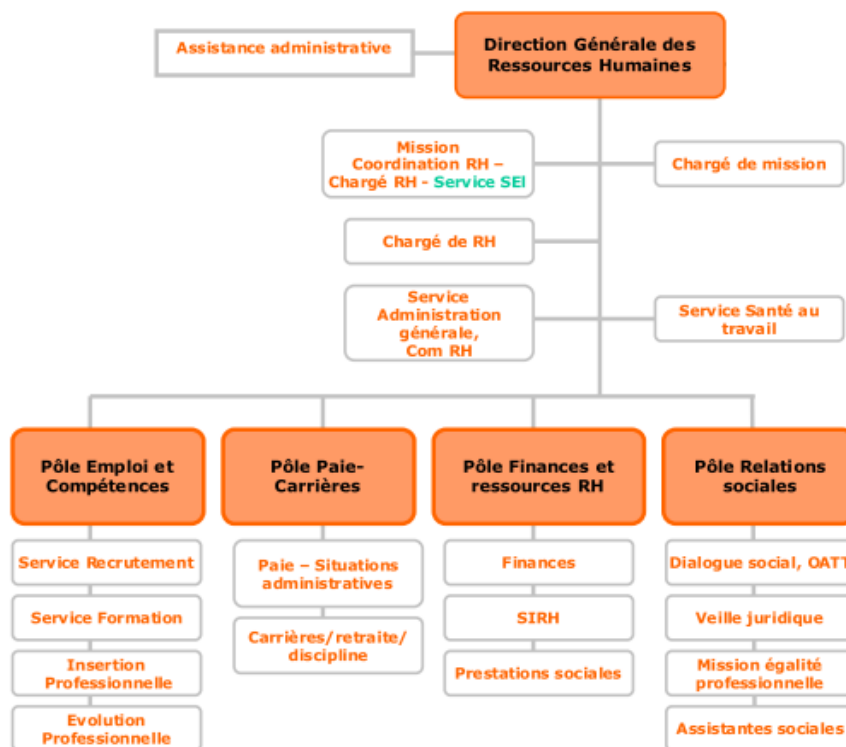 Assistance administrative
Direction Générale des
Ressources Humaines
Mission
Coordination RH –
Chargé RH - Service SEI
Chargé de mission
Chargé de RH
Service
Administration
générale,
Com RH
Service Santé au
travail
Pôle Emploi et
Compétences
Pôle Paie-
Carrières
Pôle Finances et
ressources RH
Pôle Relations
sociales
Service Recrutement
Service Formation
Insertion
Professionnelle
Evolution
Professionnelle
Paie – Situations
administratives
Carrières/retraite/
discipline
Finances
SIRH
Prestations sociales
Dialogue social, OATT
Veille juridique
Mission égalité
professionnelle
Assistantes sociales